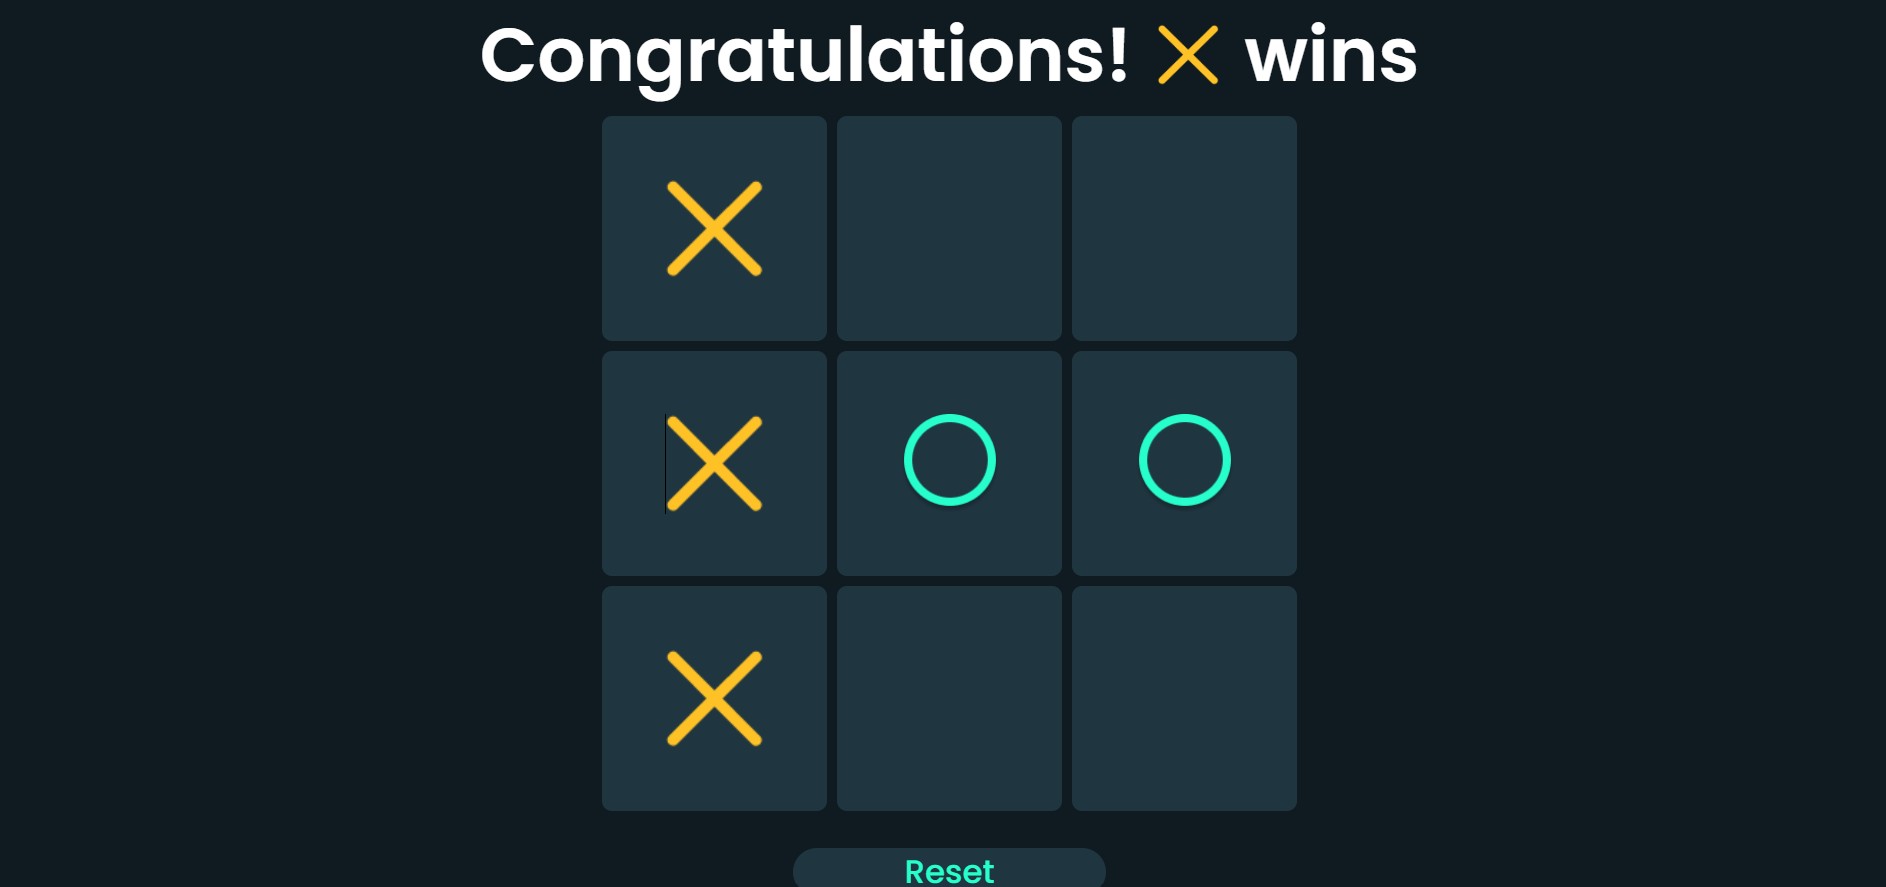 Congratulations! X wins
X
X O O
X
Reset